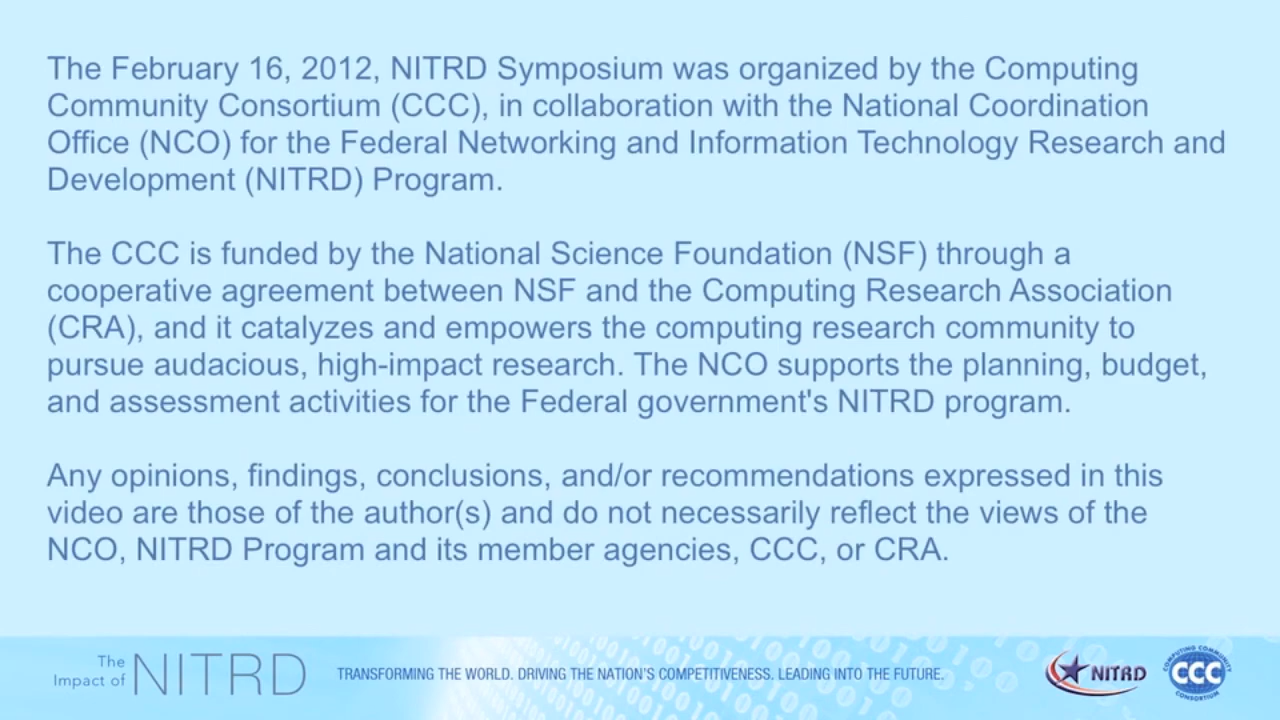 The February 16, 2012, NITRD Symposium was organized by the Computing
Community Consortium (CCC), in collaboration with the National Coordination
Office (NCO) for the Federal Networking and Information Technology Research and
Development (NITRD) Program.
The CCC is funded by the National Science Foundation (NSF) through a
cooperative agreement between NSF and the Computing Research Association
(CRA), and it catalyzes and empowers the computing research community to
pursue audacious, high-impact research. The NCO supports the planning, budget,
and assessment activities for the Federal government's NITRD program.
Any opinions, findings, conclusions, and/or recommendations expressed in this
video are those of the author(s) and do not necessarily reflect the views of the
NCO, NITRD Program and its member agencies, CCC, or CRA.
The
Impact of
NITRD
TRANSFORMING THE WORLD. DRIVING THE NATION'S COMPETITIVENESS. LEADING INTO THE FUTURE.
NITRD
COMPUTING COMMUNITY
CCC
CONSORTIUM